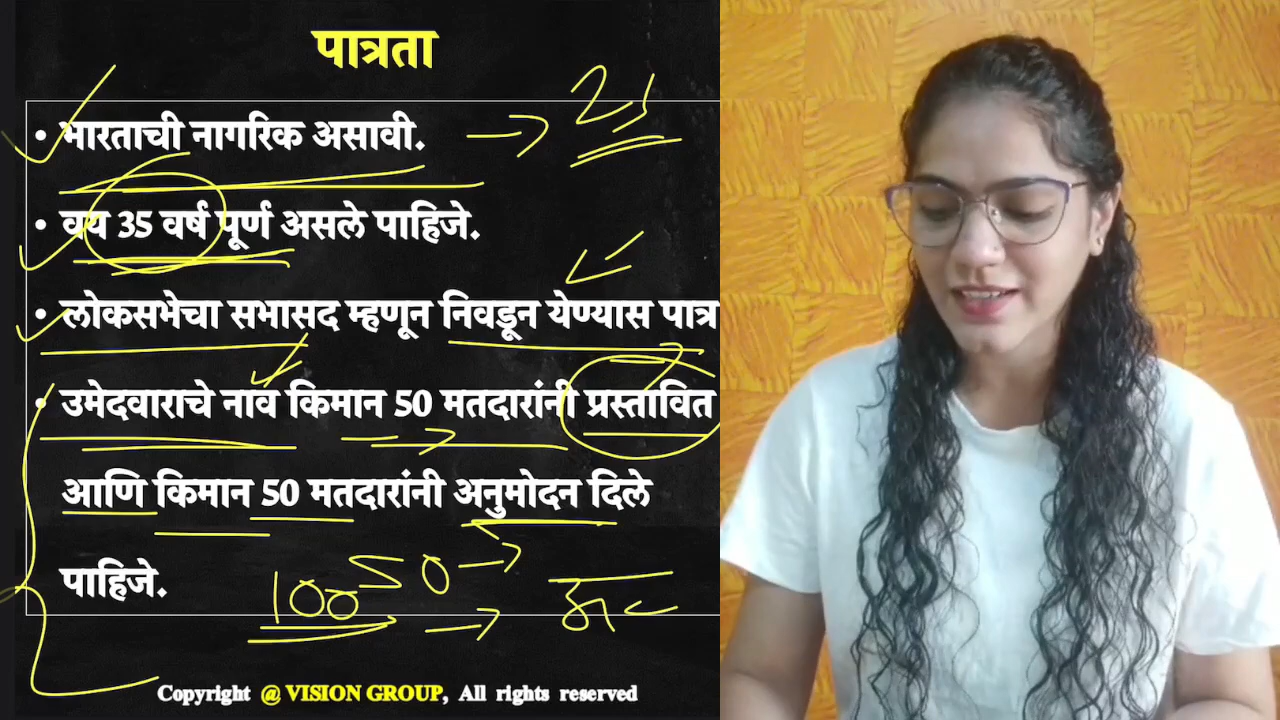 पात्रता
• भारताची नागरिक असावी. → 21
• वय 35 वर्ष पूर्ण असले पाहिजे.
• लोकसभेचा सभासद म्हणून निवडून येण्यास पात्र
• उमेदवाराचे नाव किमान 50 मतदारांनी प्रस्तावित
आणि किमान 50 मतदारांनी अनुमोदन दिले
पाहिजे.
50 →
100 →
Copyright @ VISION GROUP, All rights reserved